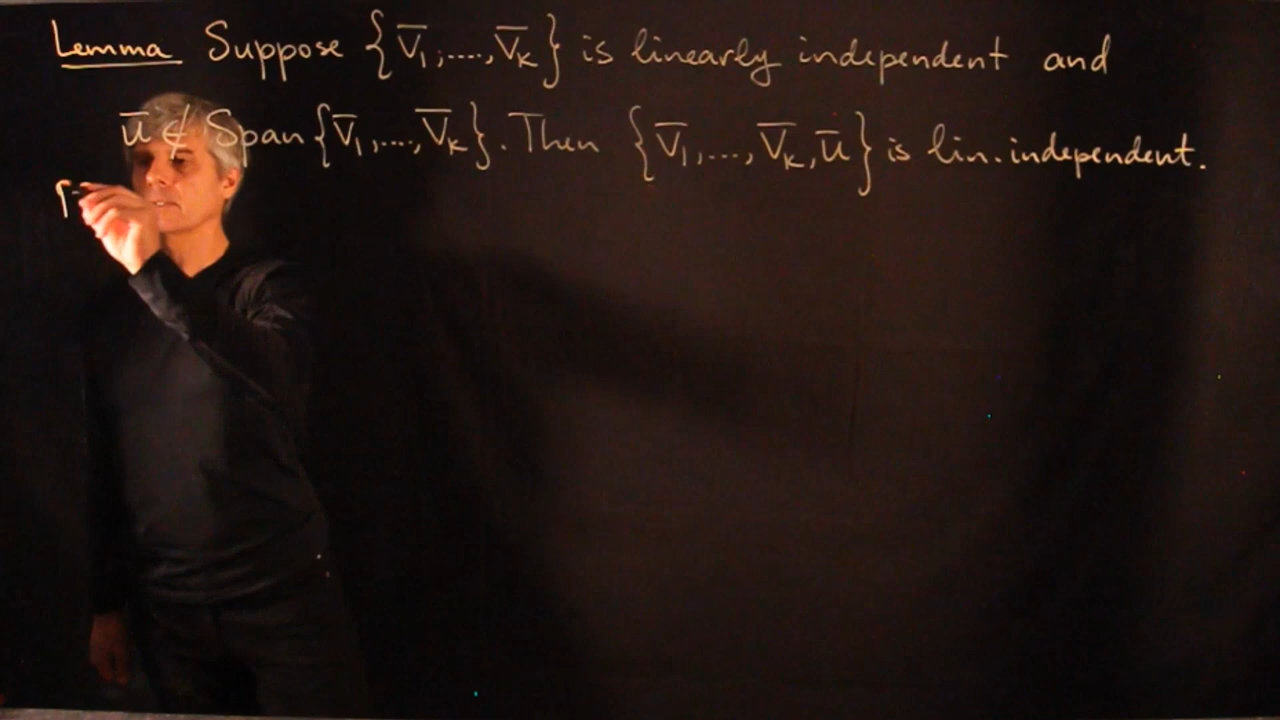 Lemma Suppose {v̅₁,....,v̅ₖ} is linearly independent and
u̅ ∉ Span{v̅₁,...,v̅ₖ}. Then {v̅₁,...,v̅ₖ,u̅} is lin.independent.